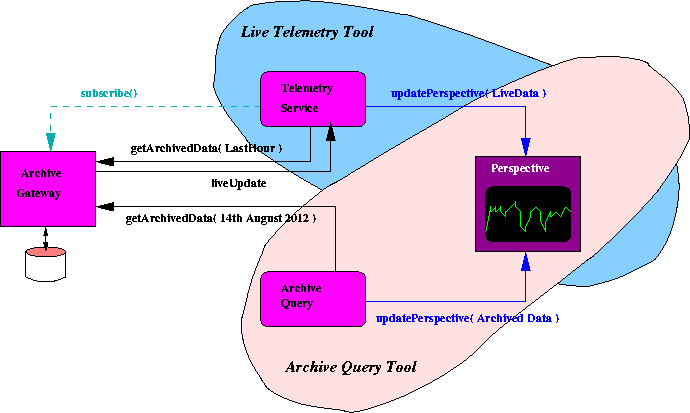 Live Telemetry Tool
subscribe()
Telemetry
Service
updatePerspective( LiveData )
getArchivedData( LastHour )
Archive
Gateway
liveUpdate
Perspective
getArchivedData( 14th August 2012 )
Archive
Query
updatePerspective( Archived Data )
Archive Query Tool